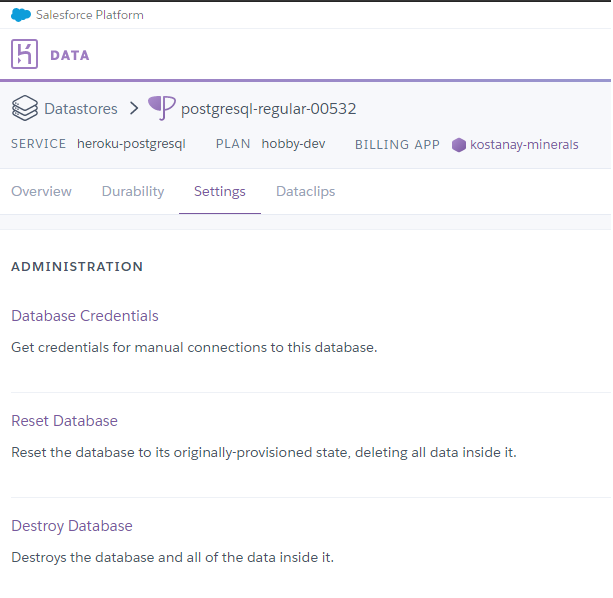 Salesforce Platform
DATA
Datastores postgresql-regular-00532
SERVICE heroku-postgresql PLAN hobby-dev BILLING APP kostanay-minerals
Overview Durability Settings Dataclips
ADMINISTRATION
Database Credentials
Get credentials for manual connections to this database.
Reset Database
Reset the database to its originally-provisioned state, deleting all data inside it.
Destroy Database
Destroys the database and all of the data inside it.